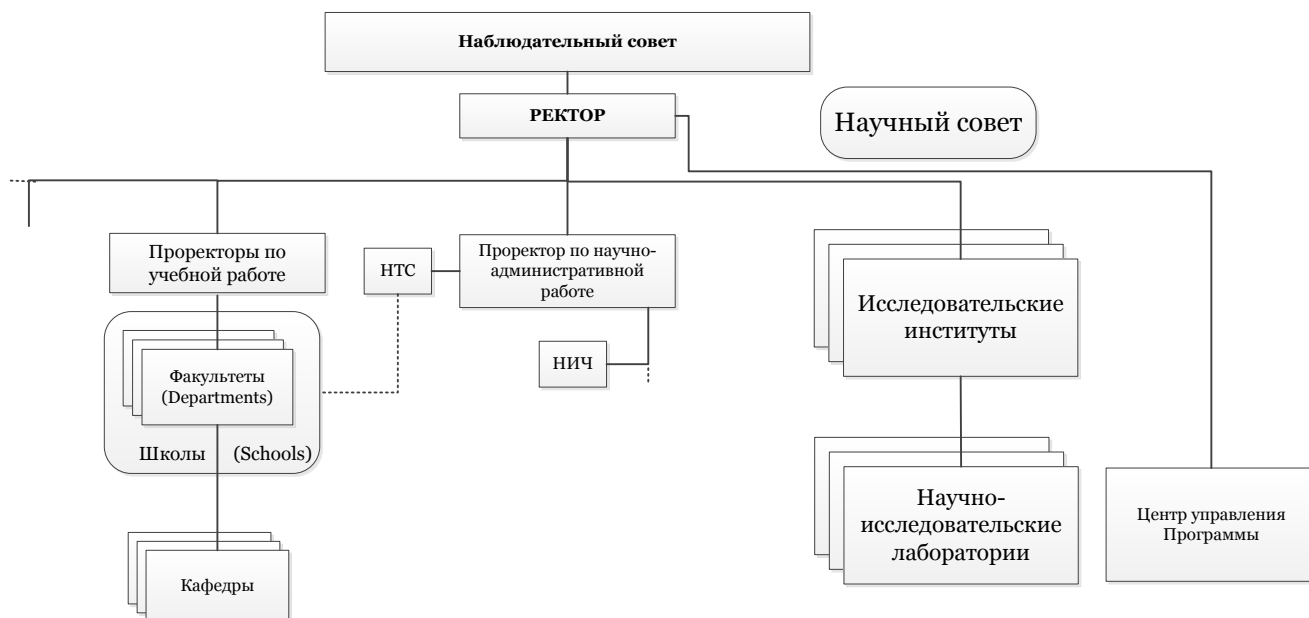 Наблюдательный совет
РЕКТОР
Научный совет
Проректоры по
учебной работе
НТС
Проректор по научно-
административной
работе
Исследовательские
институты
НИЧ
Факультеты
(Departments)
Школы (Schools)
Научно-
исследовательские
лаборатории
Центр управления
Программы
Кафедры